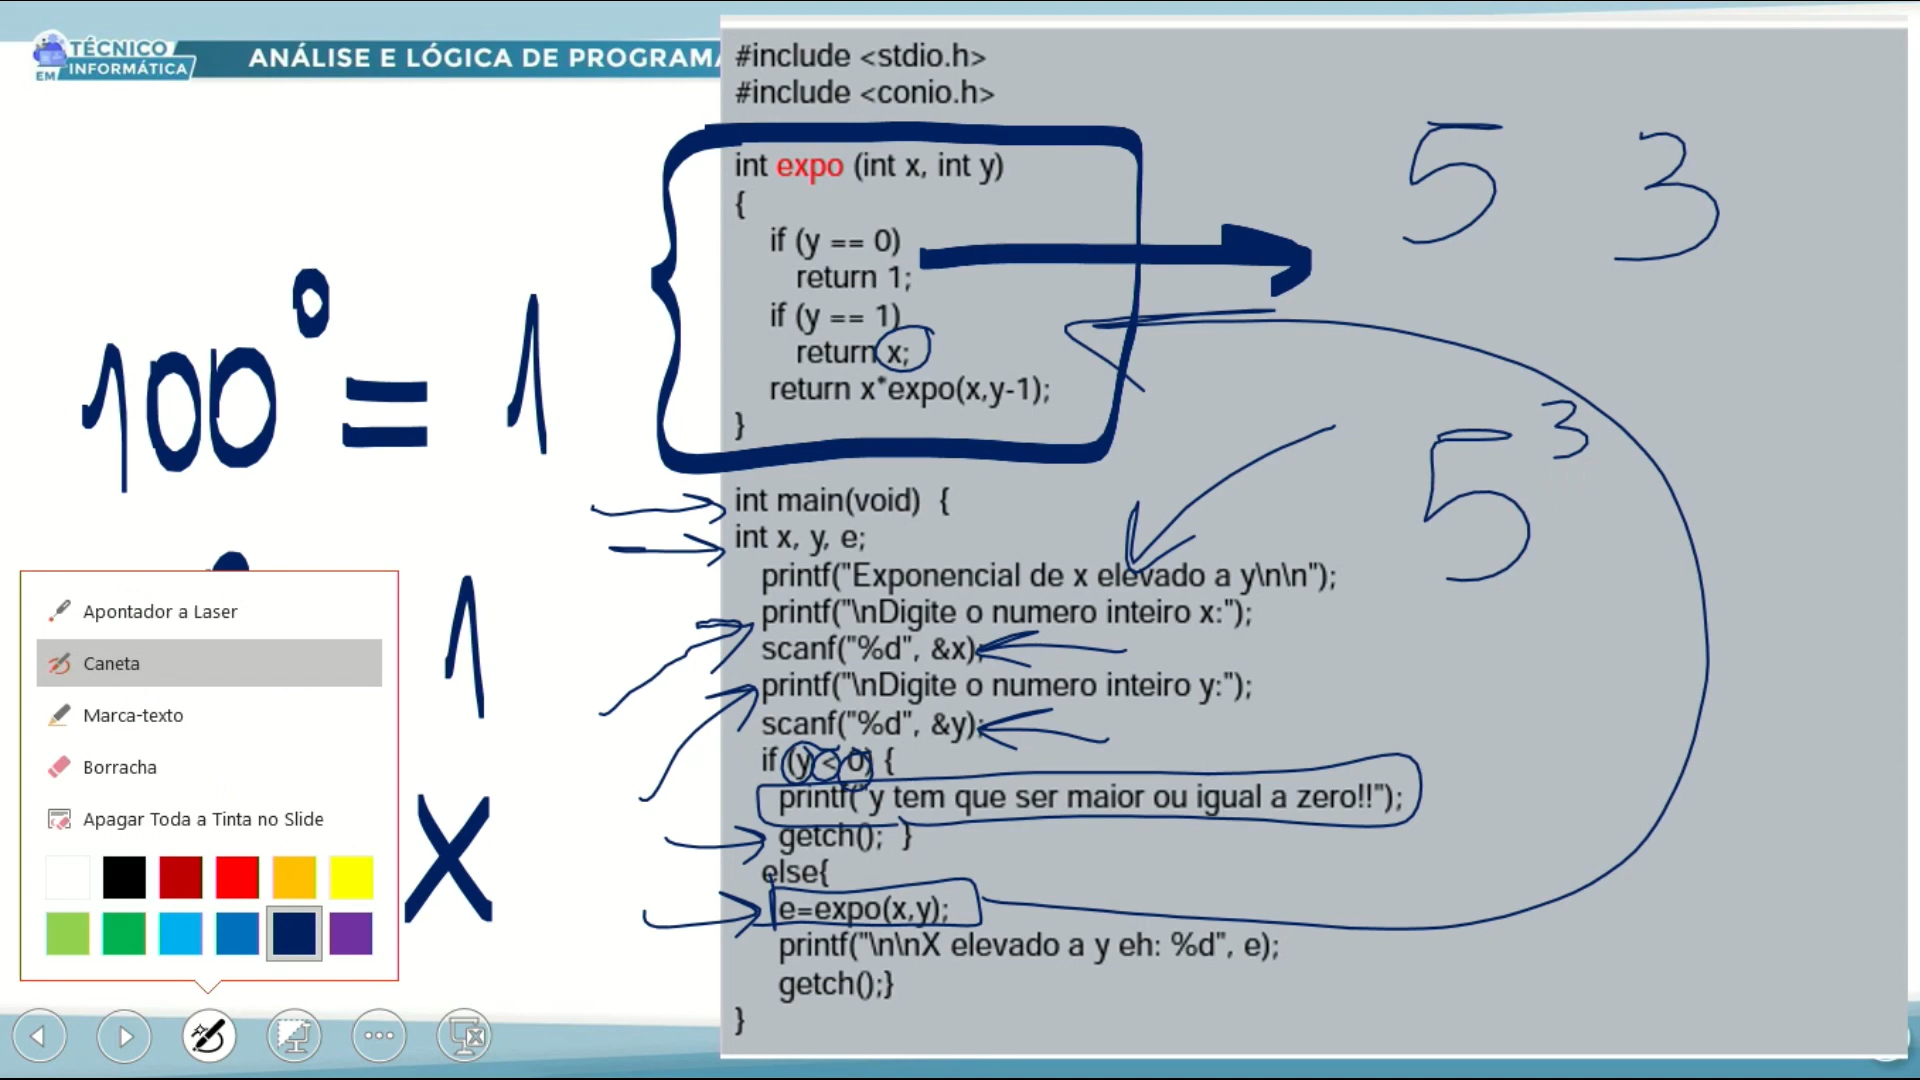 TÉCNICO
EM INFORMÁTICA
ANÁLISE E LÓGICA DE PROGRAMA
#include <stdio.h>
#include <conio.h>
int expo (int x, int y)
{
if (y == 0)
return 1;
if (y == 1)
return x;
return x*expo(x,y-1);
}
int main(void) {
int x, y, e;
printf("Exponencial de x elevado a y\n\n");
printf("\nDigite o numero inteiro x:");
scanf("%d", &x);
printf("\nDigite o numero inteiro y:");
scanf("%d", &y);
if (y < 0) {
printf("y tem que ser maior ou igual a zero!!");
getch(); }
else{
e=expo(x,y);
printf("\n\nX elevado a y eh: %d", e);
getch();}
}
5 3
5³
100⁰ = 1
1
X
Apontador a Laser
Caneta
Marca-texto
Borracha
Apagar Toda a Tinta no Slide